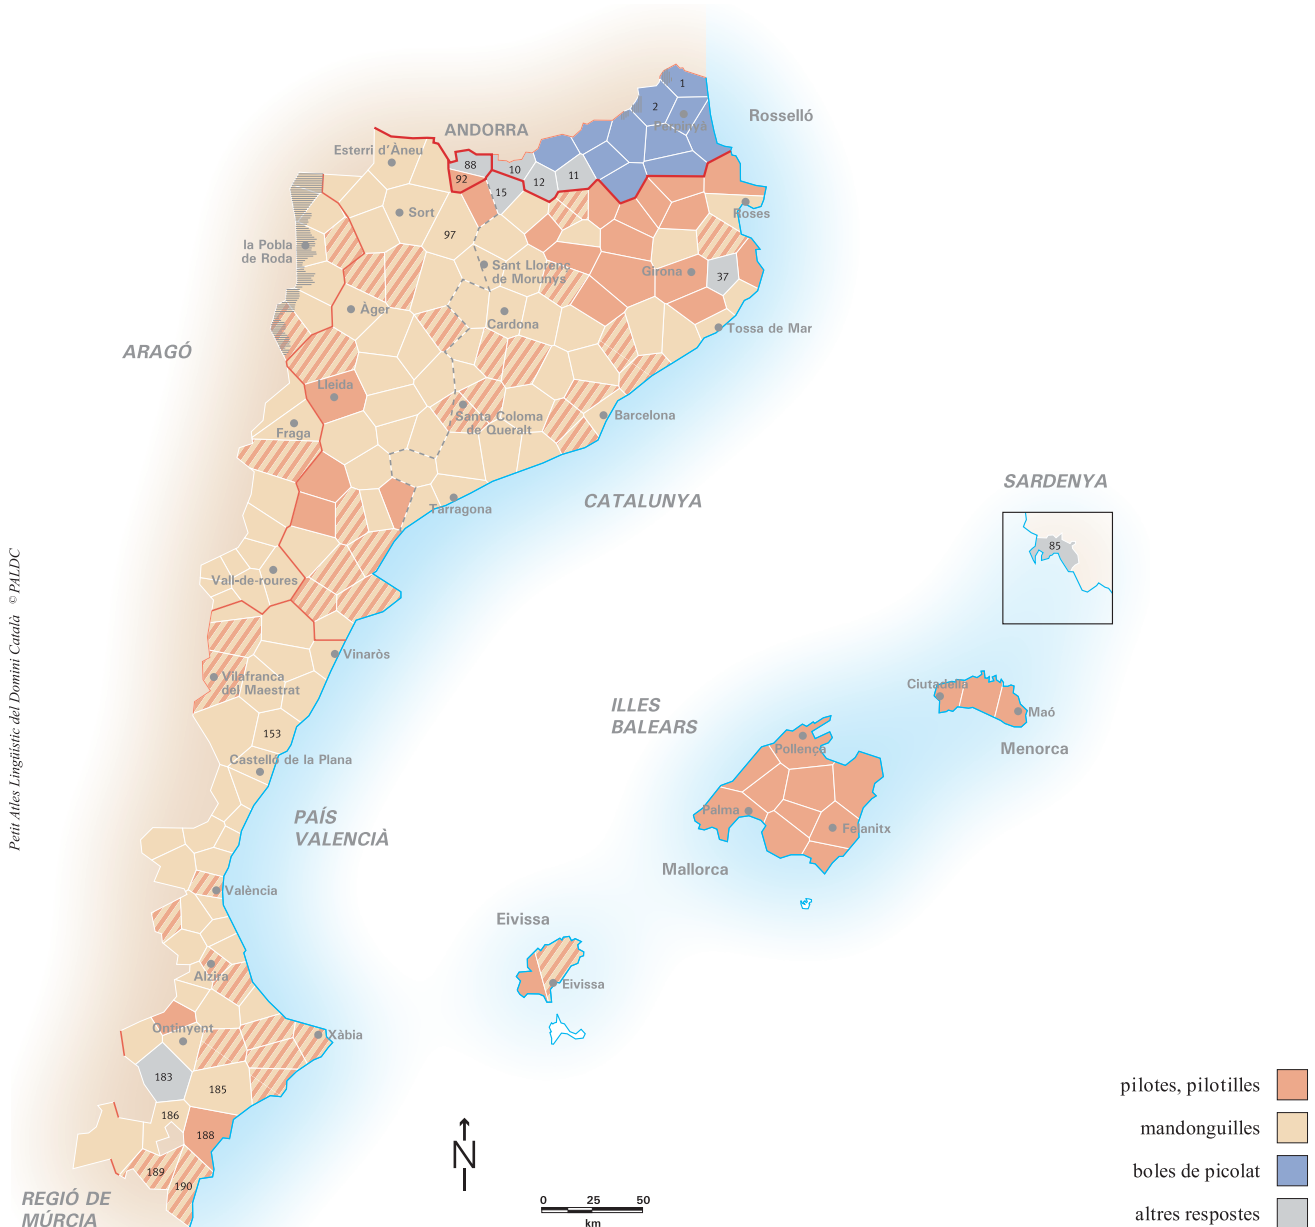 1
2
Perpinyà
Rosselló
ANDORRA
Esterri d'Àneu
88
10
92
12
11
15
Sort
Roses
97
la Pobla
de Roda
Sant Llorenç
de Morunys
Girona
37
Àger
Cardona
Tossa de Mar
ARAGÓ
Lleida
Santa Coloma
de Queralt
Barcelona
Fraga
CATALUNYA
Tarragona
SARDENYA
85
Vall-de-roures
Petit Atles Lingüístic del Domini Català © PALDC
Vinaròs
Vilafranca
del Maestrat
153
Castelló de la Plana
ILLES
BALEARS
Ciutadella
Maó
Menorca
Pollença
Palma
Felanitx
Mallorca
PAÍS
VALENCIÀ
València
Eivissa
Eivissa
Alzira
Ontinyent
Xàbia
183
185
186
188
189
190
REGIÓ DE
MÚRCIA
N
0 25 50
km
pilotes, pilotilles
mandonguilles
boles de picolat
altres respostes